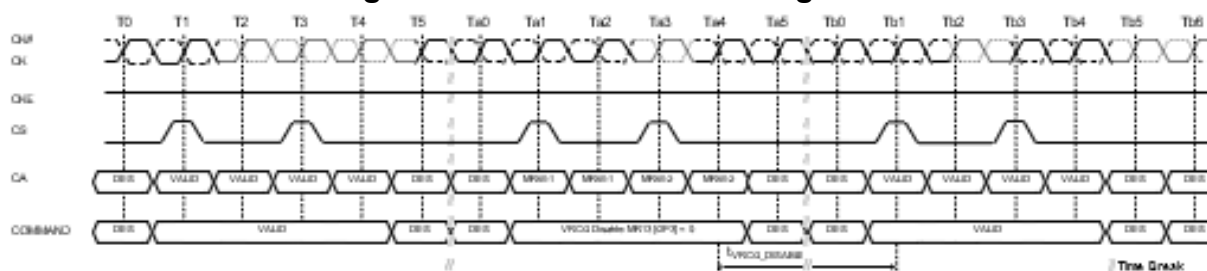 T0 T1 T2 T3 T4 T5 Ta0 Ta1 Ta2 Ta3 Ta4 Ta5 Tb0 Tb1 Tb2 Tb3 Tb4 Tb5 Tb6
CK#
CK
CKE
CS
CA DES VALID VALID VALID VALID DES DES MRW-1 MRW-1 MRW-2 MRW-2 DES DES VALID VALID VALID VALID DES DES
COMMAND DES VALID DES DES VRCG Disable: MR13 [OP3] = 0 DES DES VALID DES DES
tVRCG_DISABLE
Time Break